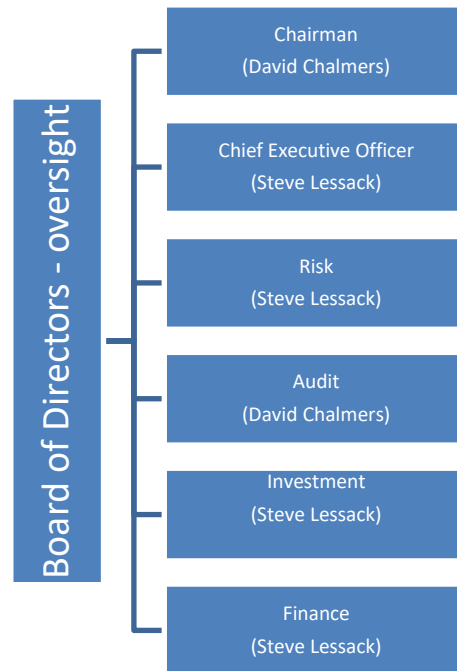 Board of Directors - oversight
Chairman
(David Chalmers)
Chief Executive Officer
(Steve Lessack)
Risk
(Steve Lessack)
Audit
(David Chalmers)
Investment
(Steve Lessack)
Finance
(Steve Lessack)